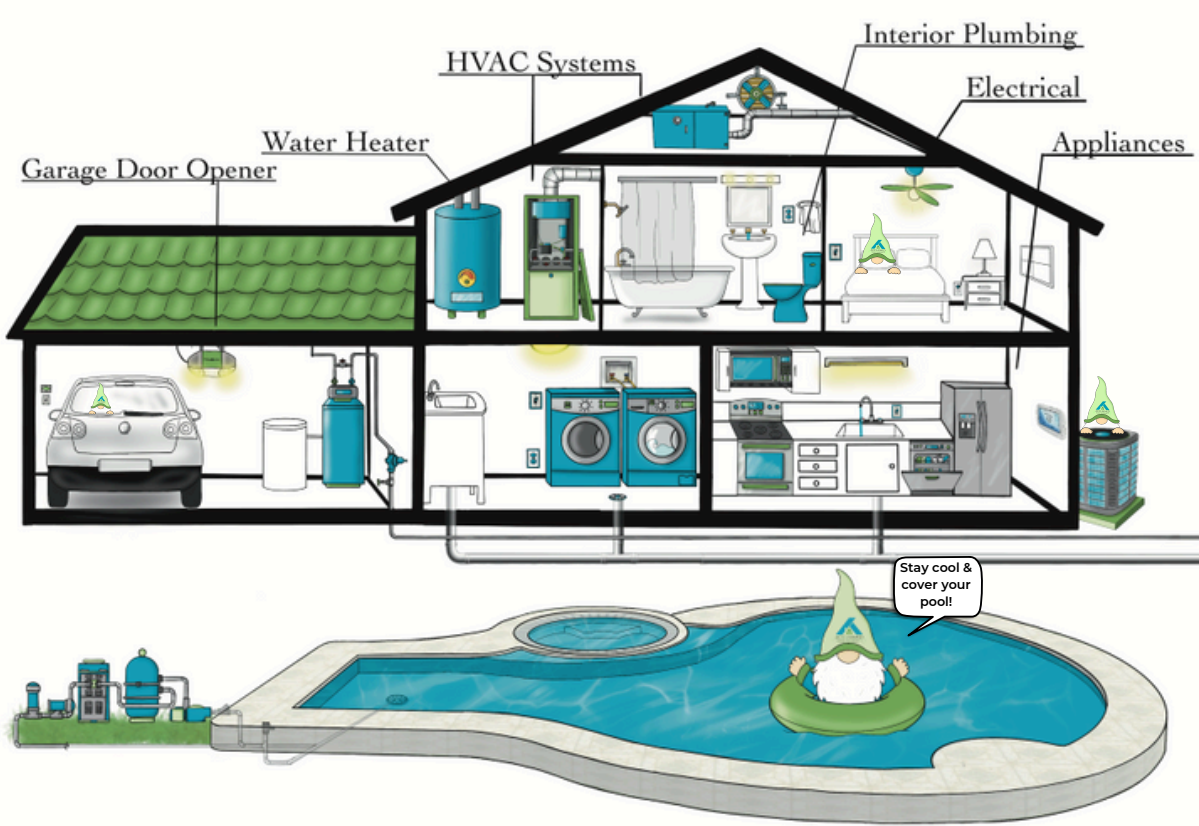 Interior Plumbing
HVAC Systems
Electrical
Water Heater
Appliances
Garage Door Opener
Stay cool &
cover your
pool!